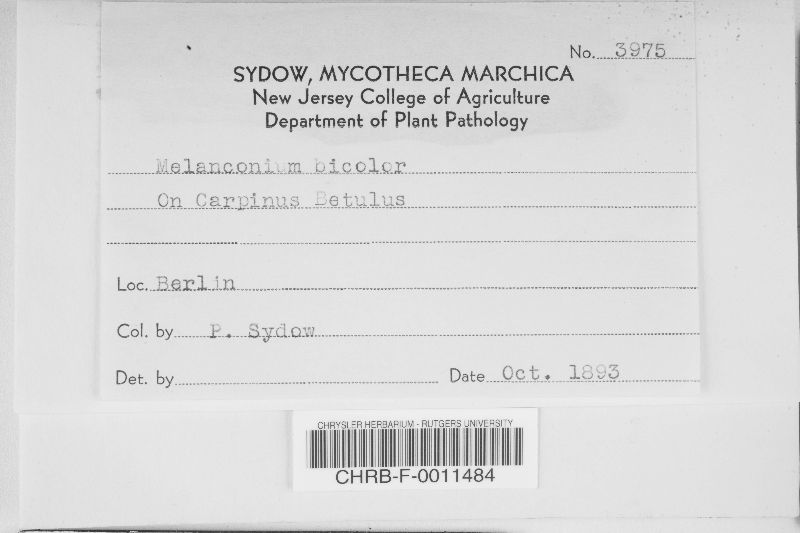 No. 3975
SYDOW, MYCOTHECA MARCHICA
New Jersey College of Agriculture
Department of Plant Pathology
Melanconium bicolor
On Carpinus Betulus
Loc. Berlin
Col. by P. Sydow
Det. by
Date Oct. 1893
CHRYSLER HERBARIUM - RUTGERS UNIVERSITY
CHRB-F-0011484